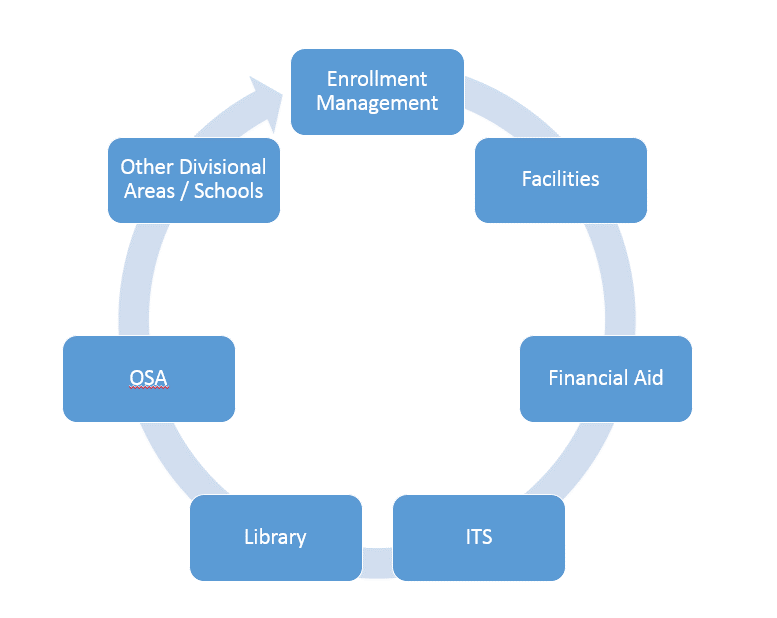 Enrollment
Management
Facilities
Financial Aid
ITS
Library
OSA
Other Divisional
Areas / Schools